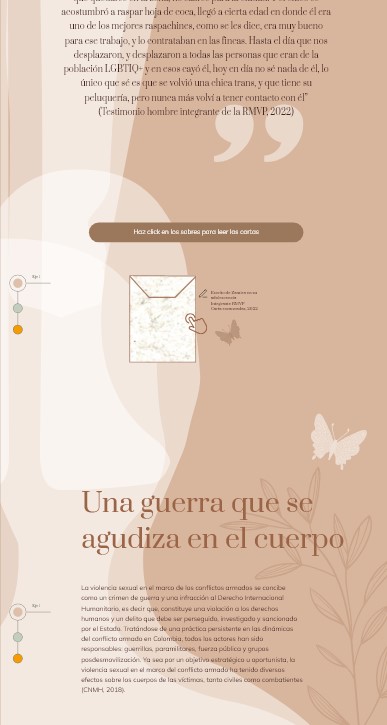 acostumbró a raspar hoja de coca, llegó a cierta edad en donde él era
uno de los mejores raspachines, como se les dice, era muy bueno
para ese trabajo, y lo contrataban en las fincas. Hasta el día que nos
desplazaron, y desplazaron a todas las personas que eran de la
población LGBTIQ+ y en esos cayó él, hoy en día no sé nada de él, lo
único que sé es que se volvió una chica trans, y que tiene su
peluquería, pero nunca más volví a tener contacto con él”
(Testimonio hombre integrante de la RMVP, 2022)
Haz click en los sobres para leer las cartas
Una guerra que se
agudiza en el cuerpo
La violencia sexual en el marco de los conflictos armados se concibe
como un crimen de guerra y una infracción al Derecho Internacional
Humanitario, es decir que, constituye una violación a los derechos
humanos y un delito que debe ser perseguido, investigado y sancionado
por el Estado. Tratándose de una práctica persistente en las dinámicas
del conflicto armado en Colombia, todos los actores han sido
responsables: guerrillas, paramilitares, fuerza pública y grupos
posdesmovilización. Ya sea por un objetivo estratégico u oportunista, la
violencia sexual en el marco del conflicto armado ha tenido diversos
efectos sobre los cuerpos de las víctimas, tanto civiles como combatientes
(CNMH, 2018).